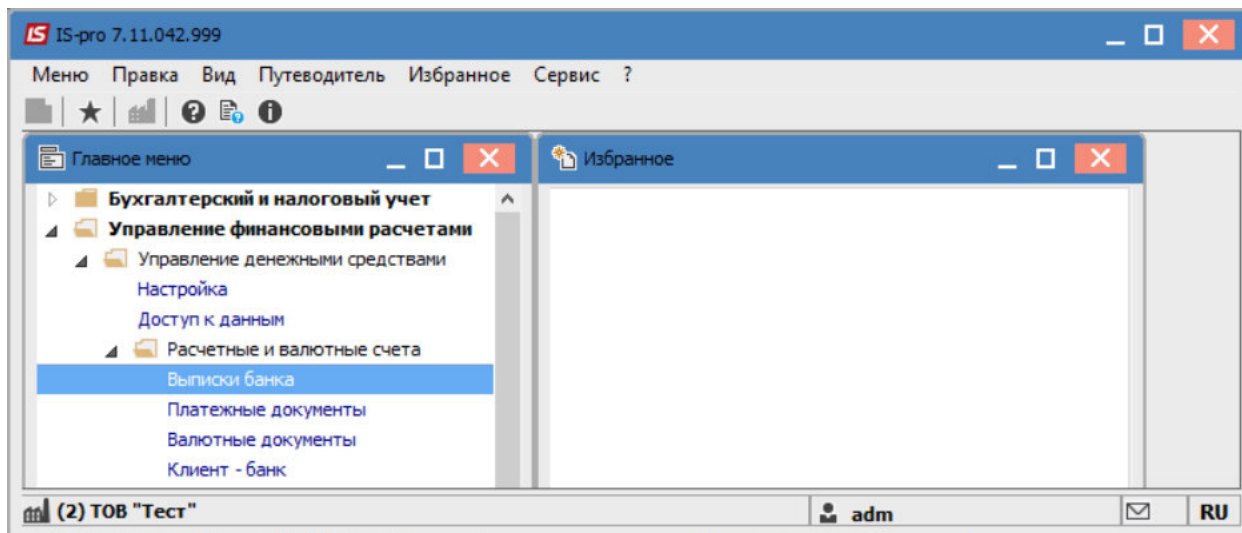 IS IS-pro 7.11.042.999
Меню Правка Вид Путеводитель Избранное Сервис ?
Главное меню
Избранное
Бухгалтерский и налоговый учет
Управление финансовыми расчетами
Управление денежными средствами
Настройка
Доступ к данным
Расчетные и валютные счета
Выписки банка
Платежные документы
Валютные документы
Клиент - банк
(2) ТОВ "Тест"
adm
RU